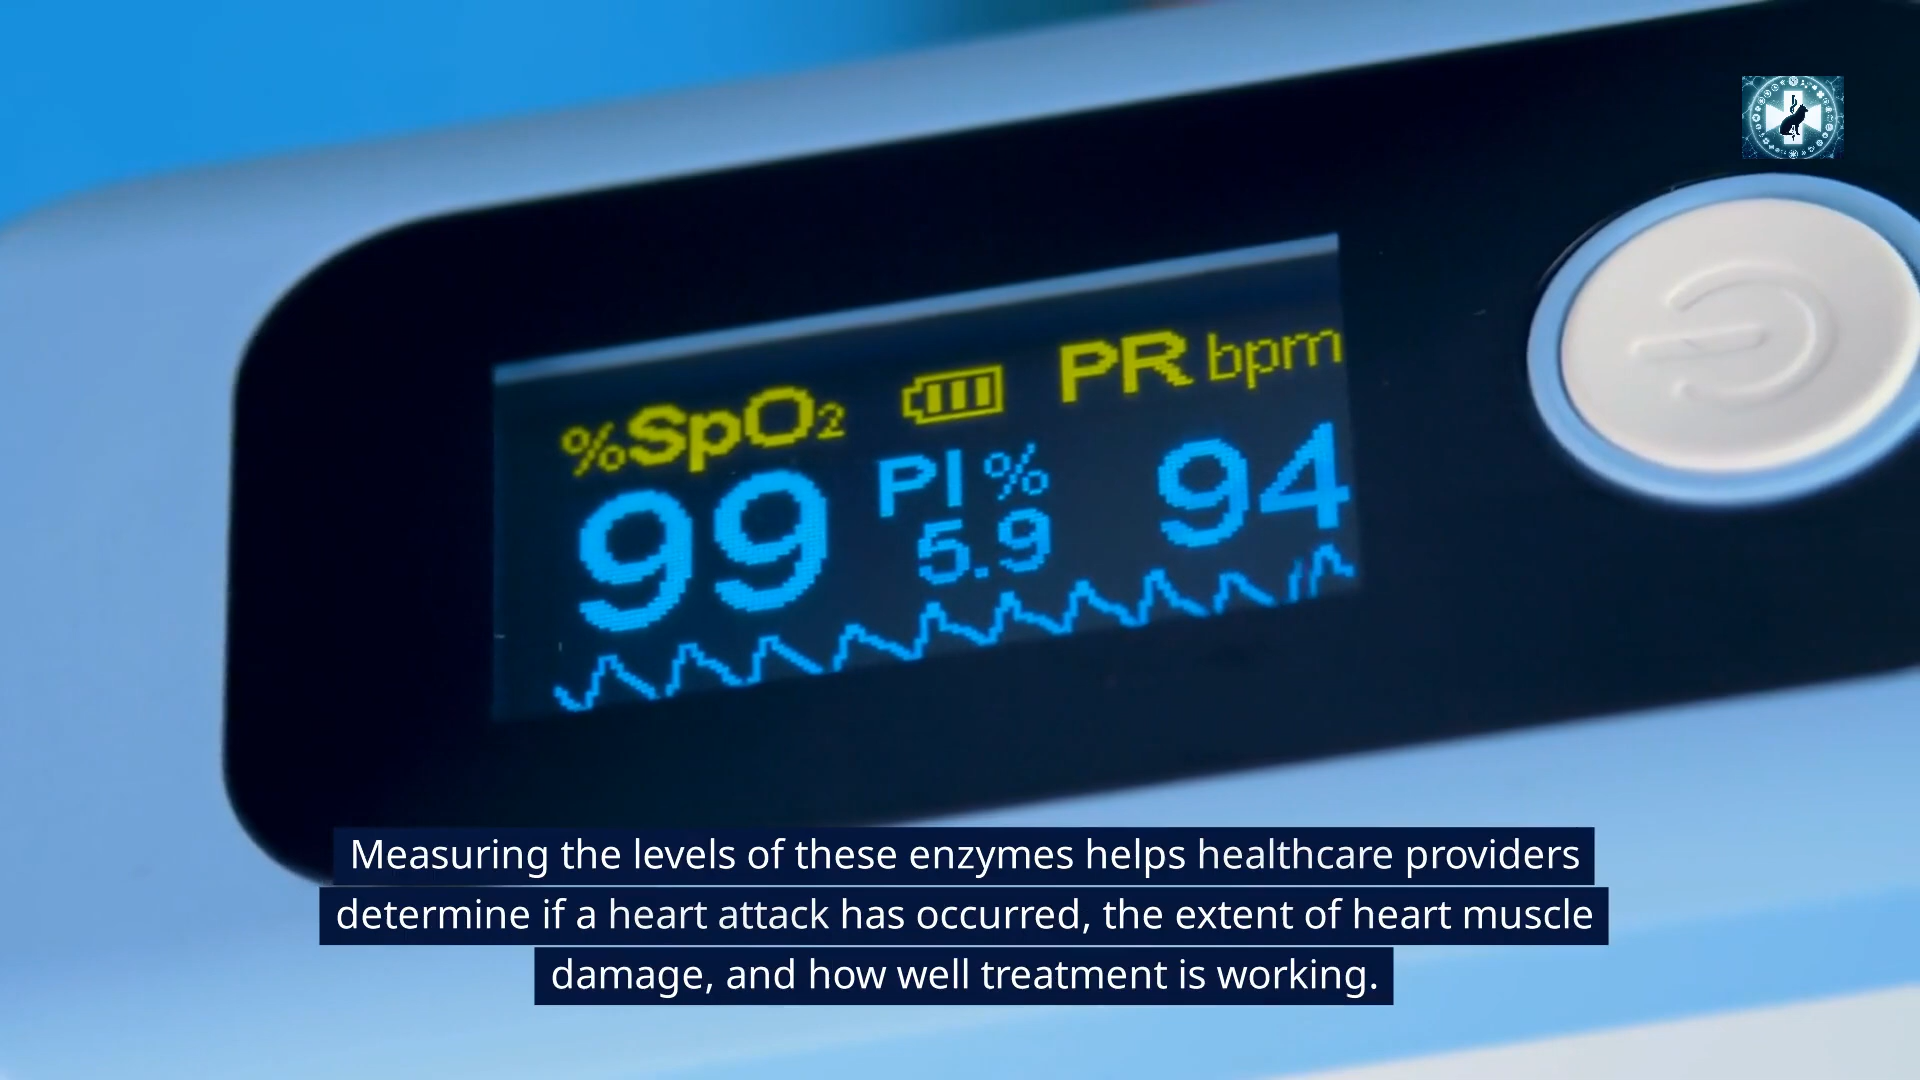 %SpO2
PR bpm
99
PI %
5.9
94
Measuring the levels of these enzymes helps healthcare providers
determine if a heart attack has occurred, the extent of heart muscle
damage, and how well treatment is working.